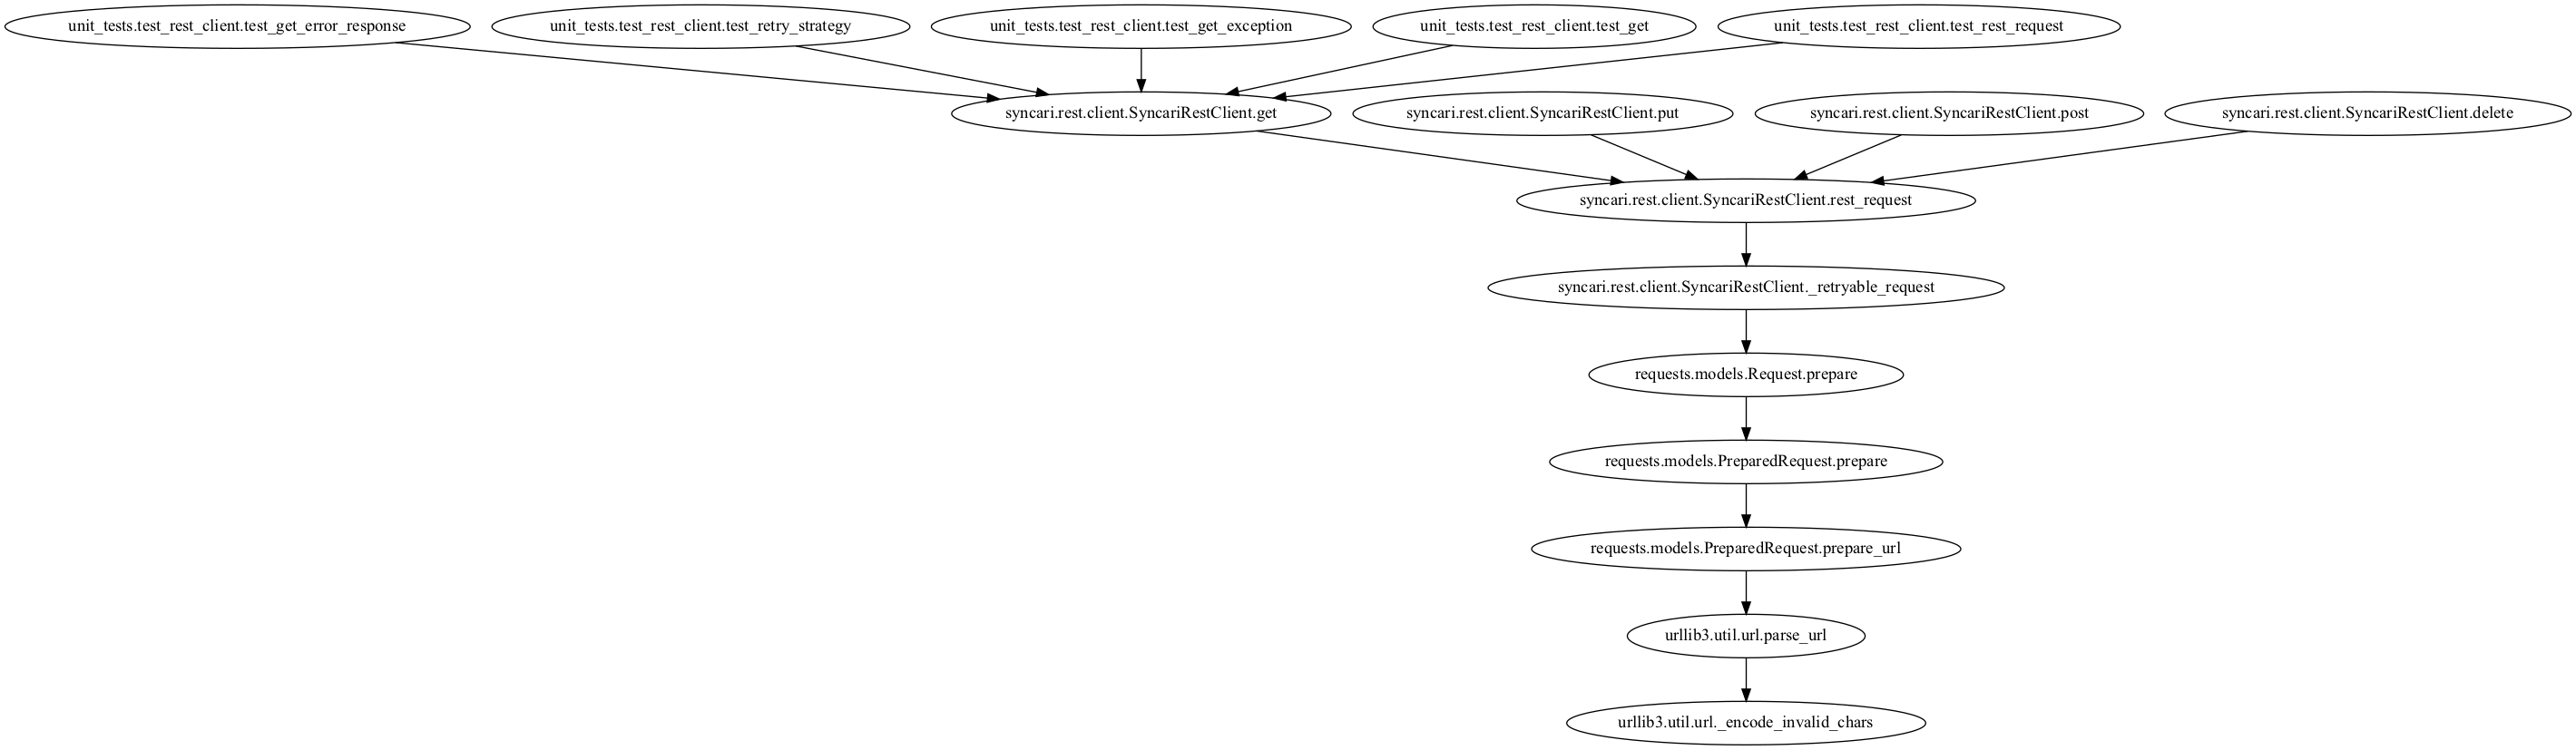 unit_tests.test_rest_client.test_get_error_response
unit_tests.test_rest_client.test_retry_strategy
unit_tests.test_rest_client.test_get_exception
unit_tests.test_rest_client.test_get
unit_tests.test_rest_client.test_rest_request
syncari.rest.client.SyncariRestClient.get
syncari.rest.client.SyncariRestClient.put
syncari.rest.client.SyncariRestClient.post
syncari.rest.client.SyncariRestClient.delete
syncari.rest.client.SyncariRestClient.rest_request
syncari.rest.client.SyncariRestClient._retryable_request
requests.models.Request.prepare
requests.models.PreparedRequest.prepare
requests.models.PreparedRequest.prepare_url
urllib3.util.url.parse_url
urllib3.util.url._encode_invalid_chars